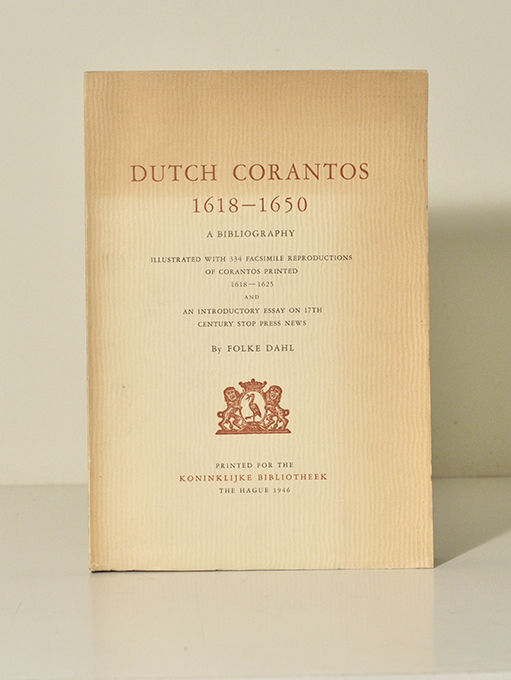 DUTCH CORANTOS
1618—1650
A BIBLIOGRAPHY
ILLUSTRATED WITH 334 FACSIMILE REPRODUCTIONS
OF CORANTOS PRINTED
1618—1625
AND
AN INTRODUCTORY ESSAY ON 17TH
CENTURY STOP PRESS NEWS
By FOLKE DAHL
PRINTED FOR THE
KONINKLIJKE BIBLIOTHEEK
THE HAGUE 1946